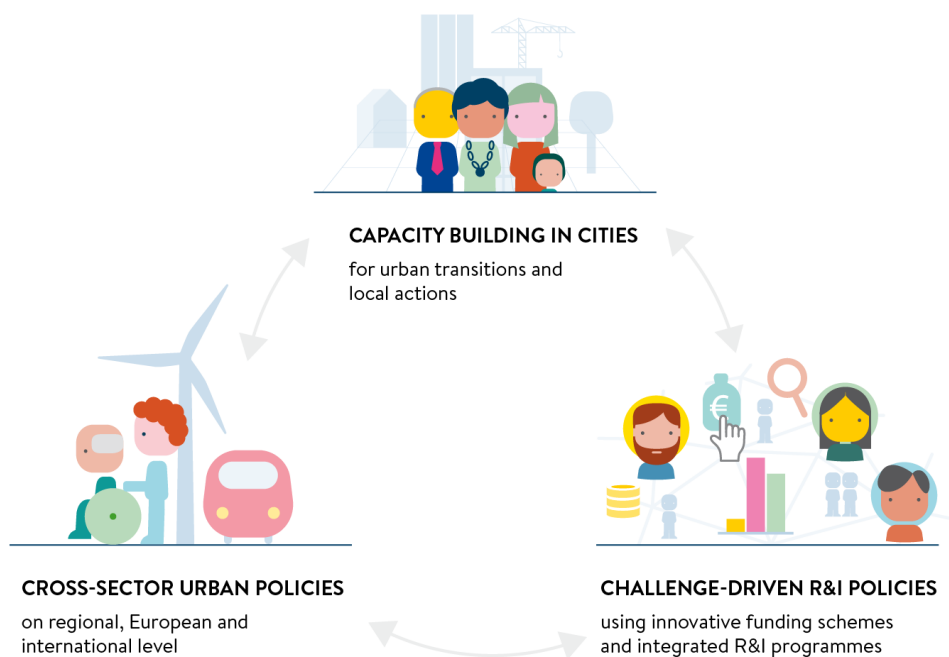 CAPACITY BUILDING IN CITIES
for urban transitions and
local actions
€
CROSS-SECTOR URBAN POLICIES
on regional, European and
international level
CHALLENGE-DRIVEN R&I POLICIES
using innovative funding schemes
and integrated R&I programmes